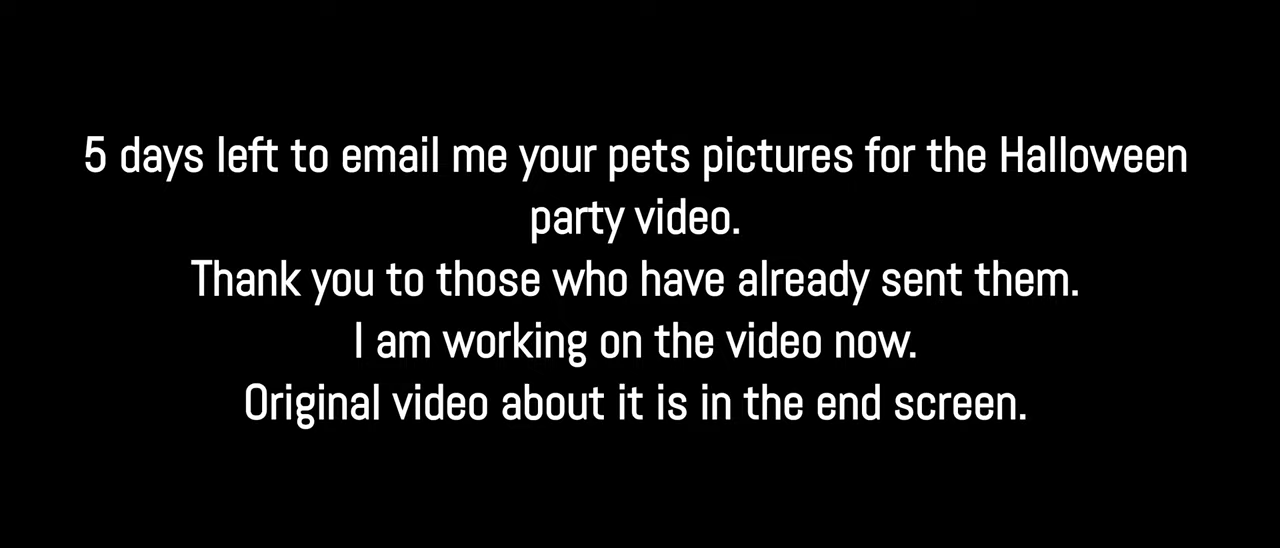 5 days left to email me your pets pictures for the Halloween
party video.
Thank you to those who have already sent them.
I am working on the video now.
Original video about it is in the end screen.